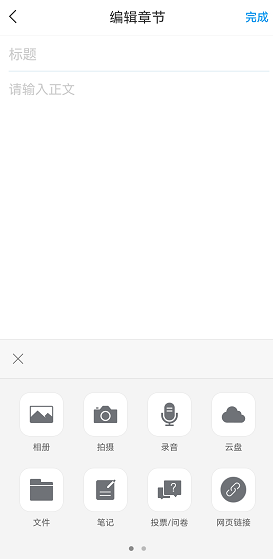 编辑章节 完成
标题
请输入正文
相册 拍摄 录音 云盘
文件 笔记 投票/问卷 网页链接